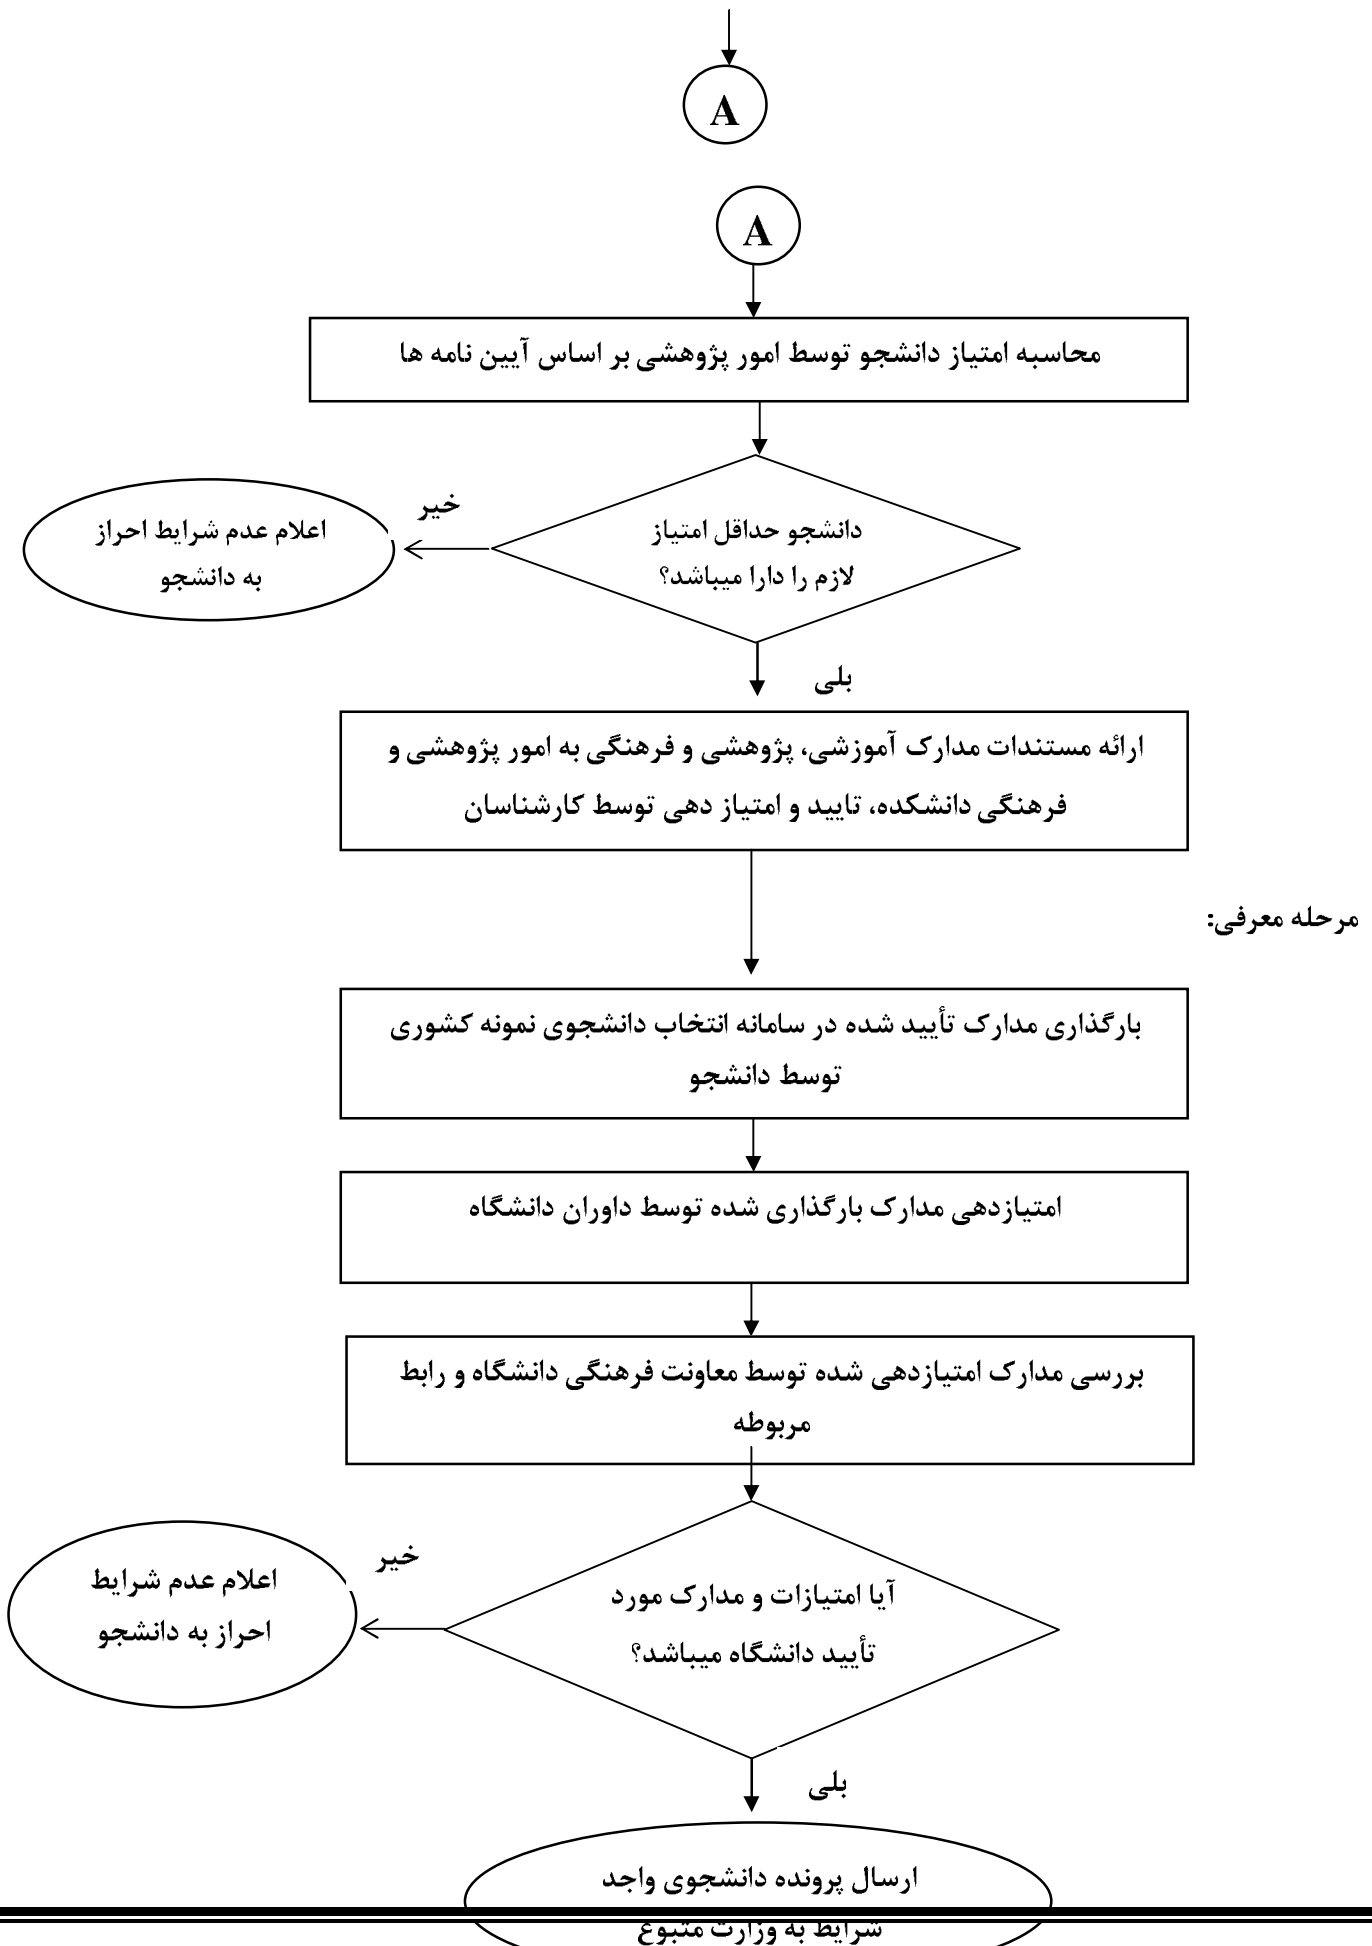 A
A
محاسبه امتیاز دانشجو توسط امور پژوهشی بر اساس آیین نامه ها
دانشجو حداقل امتیاز
لازم را دارا میباشد؟
خیر
اعلام عدم شرایط احراز
به دانشجو
بلی
ارائه مستندات مدارک آموزشی، پژوهشی و فرهنگی به امور پژوهشی و
فرهنگی دانشکده، تایید و امتیاز دهی توسط کارشناسان
مرحله معرفی:
بارگذاری مدارک تأیید شده در سامانه انتخاب دانشجوی نمونه کشوری
توسط دانشجو
امتیازدهی مدارک بارگذاری شده توسط داوران دانشگاه
بررسی مدارک امتیازدهی شده توسط معاونت فرهنگی دانشگاه و رابط
مربوطه
آیا امتیازات و مدارک مورد
تأیید دانشگاه میباشد؟
خیر
اعلام عدم شرایط
احراز به دانشجو
بلی
ارسال پرونده دانشجوی واجد
شرایط به وزارت متبوع